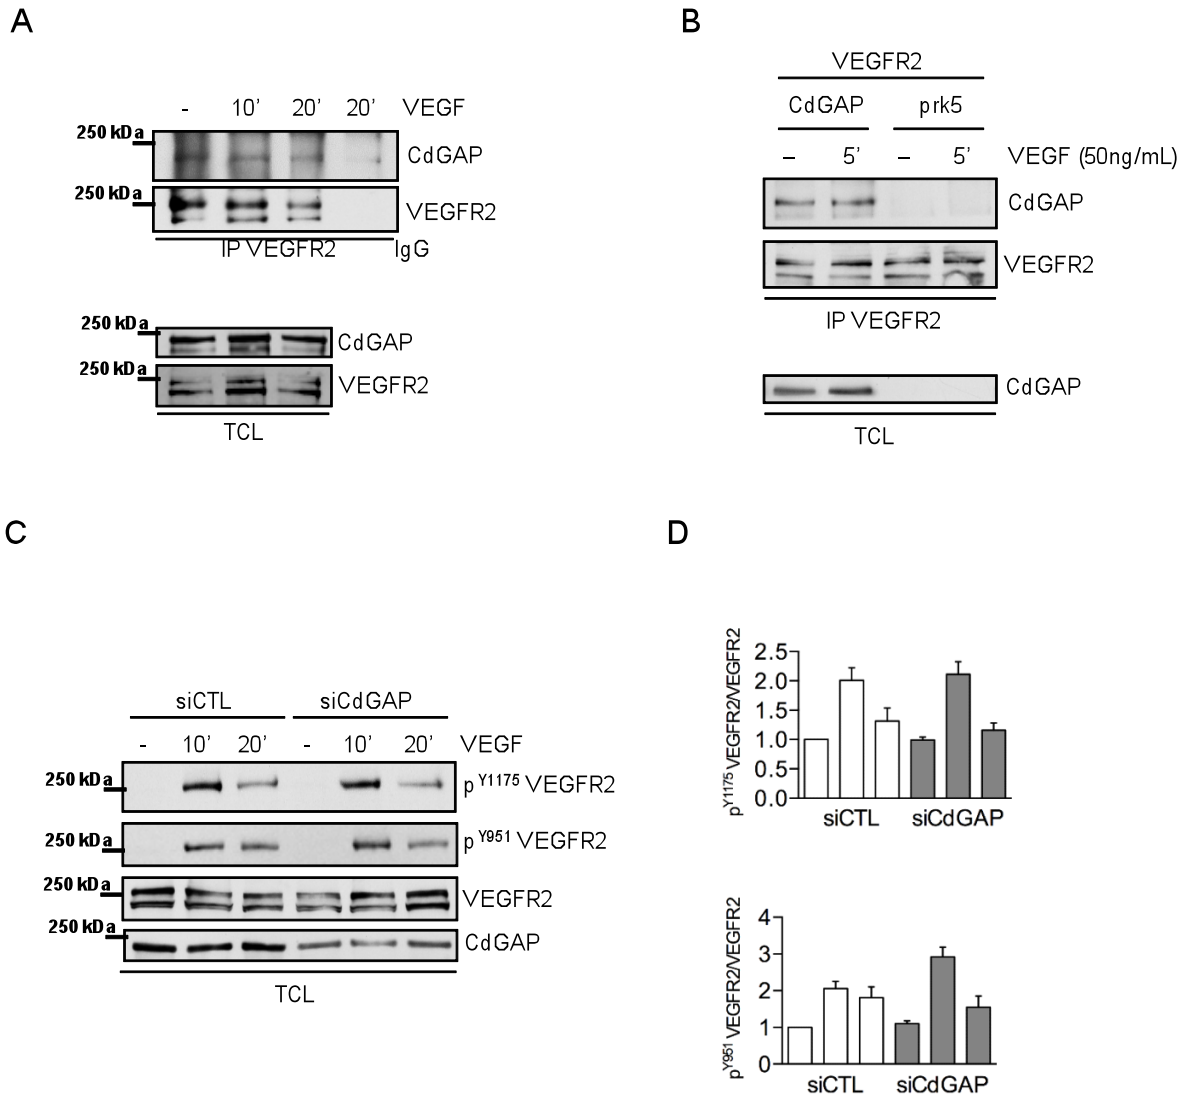 A
- 10' 20' 20' VEGF
250 kDa
CdGAP
250 kDa
VEGFR2
IP VEGFR2 IgG
250 kDa
CdGAP
250 kDa
VEGFR2
TCL
B
VEGFR2
CdGAP prk5
– 5' – 5' VEGF (50ng/mL)
CdGAP
VEGFR2
IP VEGFR2
CdGAP
TCL
C
siCTL siCdGAP
- 10' 20' - 10' 20' VEGF
250 kDa
p Y1175 VEGFR2
250 kDa
p Y951 VEGFR2
250 kDa
VEGFR2
250 kDa
CdGAP
TCL
D
pY1175 VEGFR2/VEGFR2
2.5
2.0
1.5
1.0
0.5
0.0
siCTL siCdGAP
pY951 VEGFR2/VEGFR2
4
3
2
1
0
siCTL siCdGAP